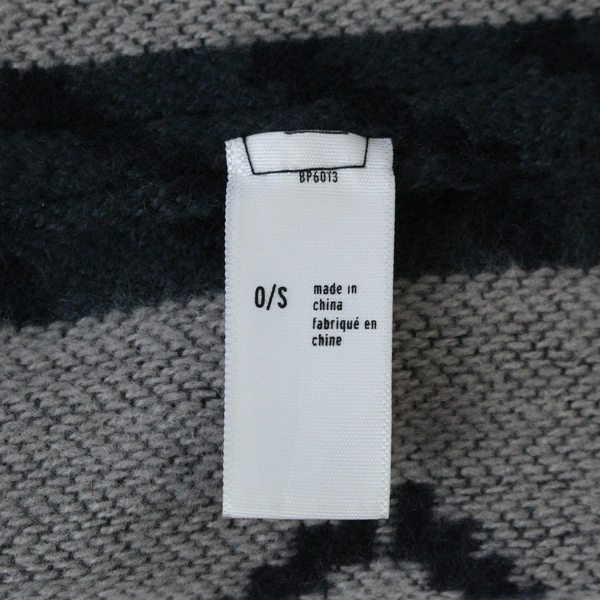 BP6013
O/S
made in
china
fabriqué en
chine